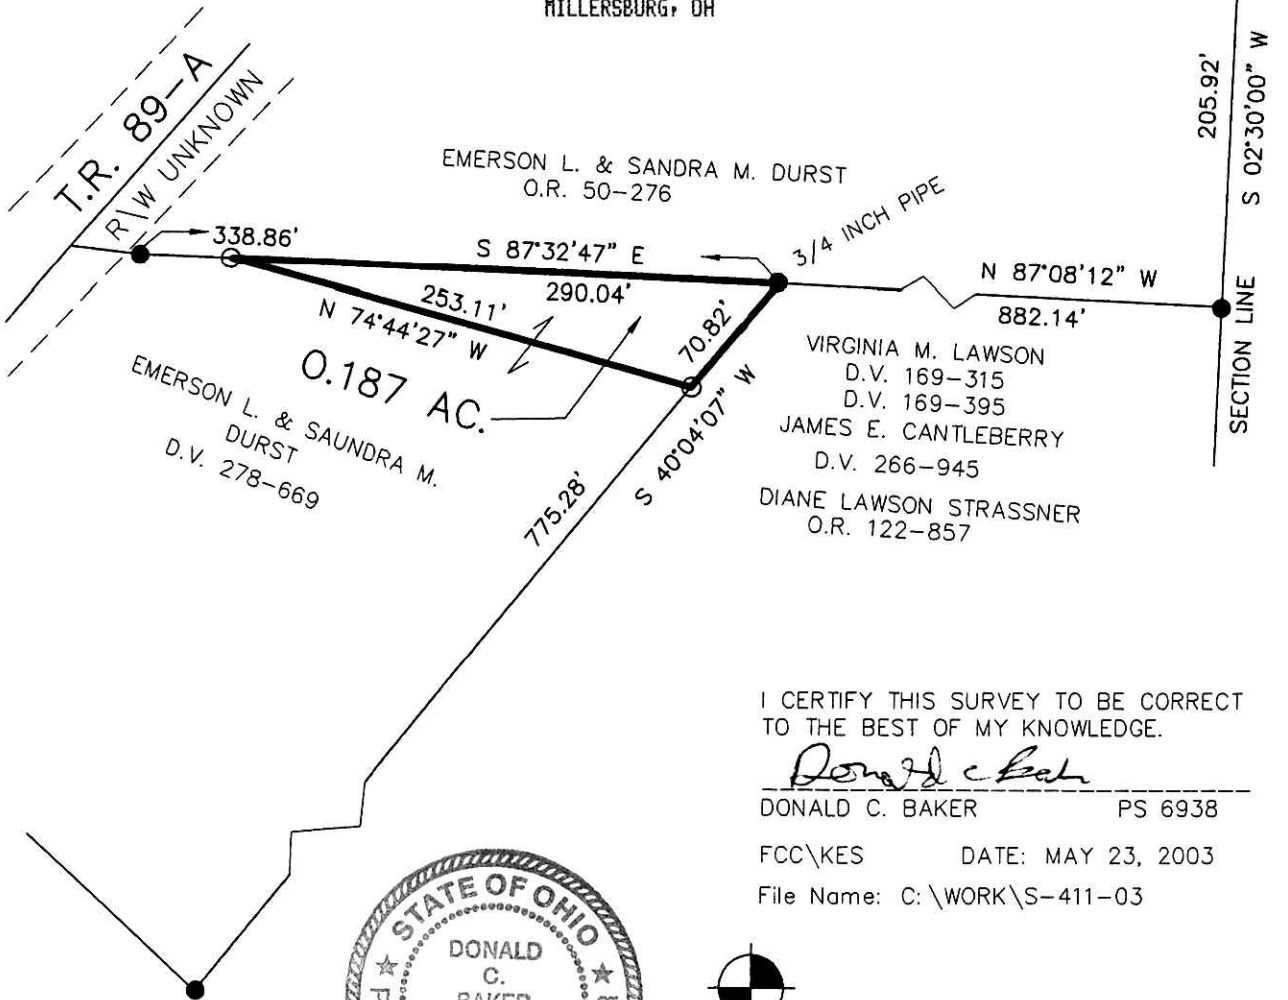 MILLERSBURG, OH
205.92'
S 02°30'00" W
T.R. 89-A
R\W UNKNOWN
EMERSON L. & SANDRA M. DURST
O.R. 50-276
3/4 INCH PIPE
338.86'
S 87°32'47" E
290.04'
N 87°08'12" W
882.14'
253.11'
N 74°44'27" W
70.82'
SECTION LINE
VIRGINIA M. LAWSON
D.V. 169-315
D.V. 169-395
JAMES E. CANTLEBERRY
D.V. 266-945
DIANE LAWSON STRASSNER
O.R. 122-857
0.187 AC.
EMERSON L. & SAUNDRA M.
DURST
D.V. 278-669
S 40°04'07" W
775.28'
I CERTIFY THIS SURVEY TO BE CORRECT
TO THE BEST OF MY KNOWLEDGE.
Donald C Baker
DONALD C. BAKER PS 6938
FCC\KES DATE: MAY 23, 2003
File Name: C:\WORK\S-411-03
STATE OF OHIO
DONALD
C.
BAKER